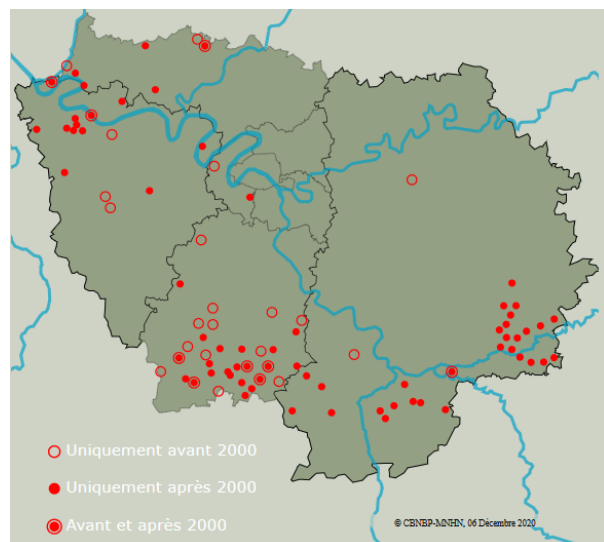 Uniquement avant 2000
Uniquement après 2000
Avant et après 2000
© CBNBP-MNHN, 06 Décembre 2020